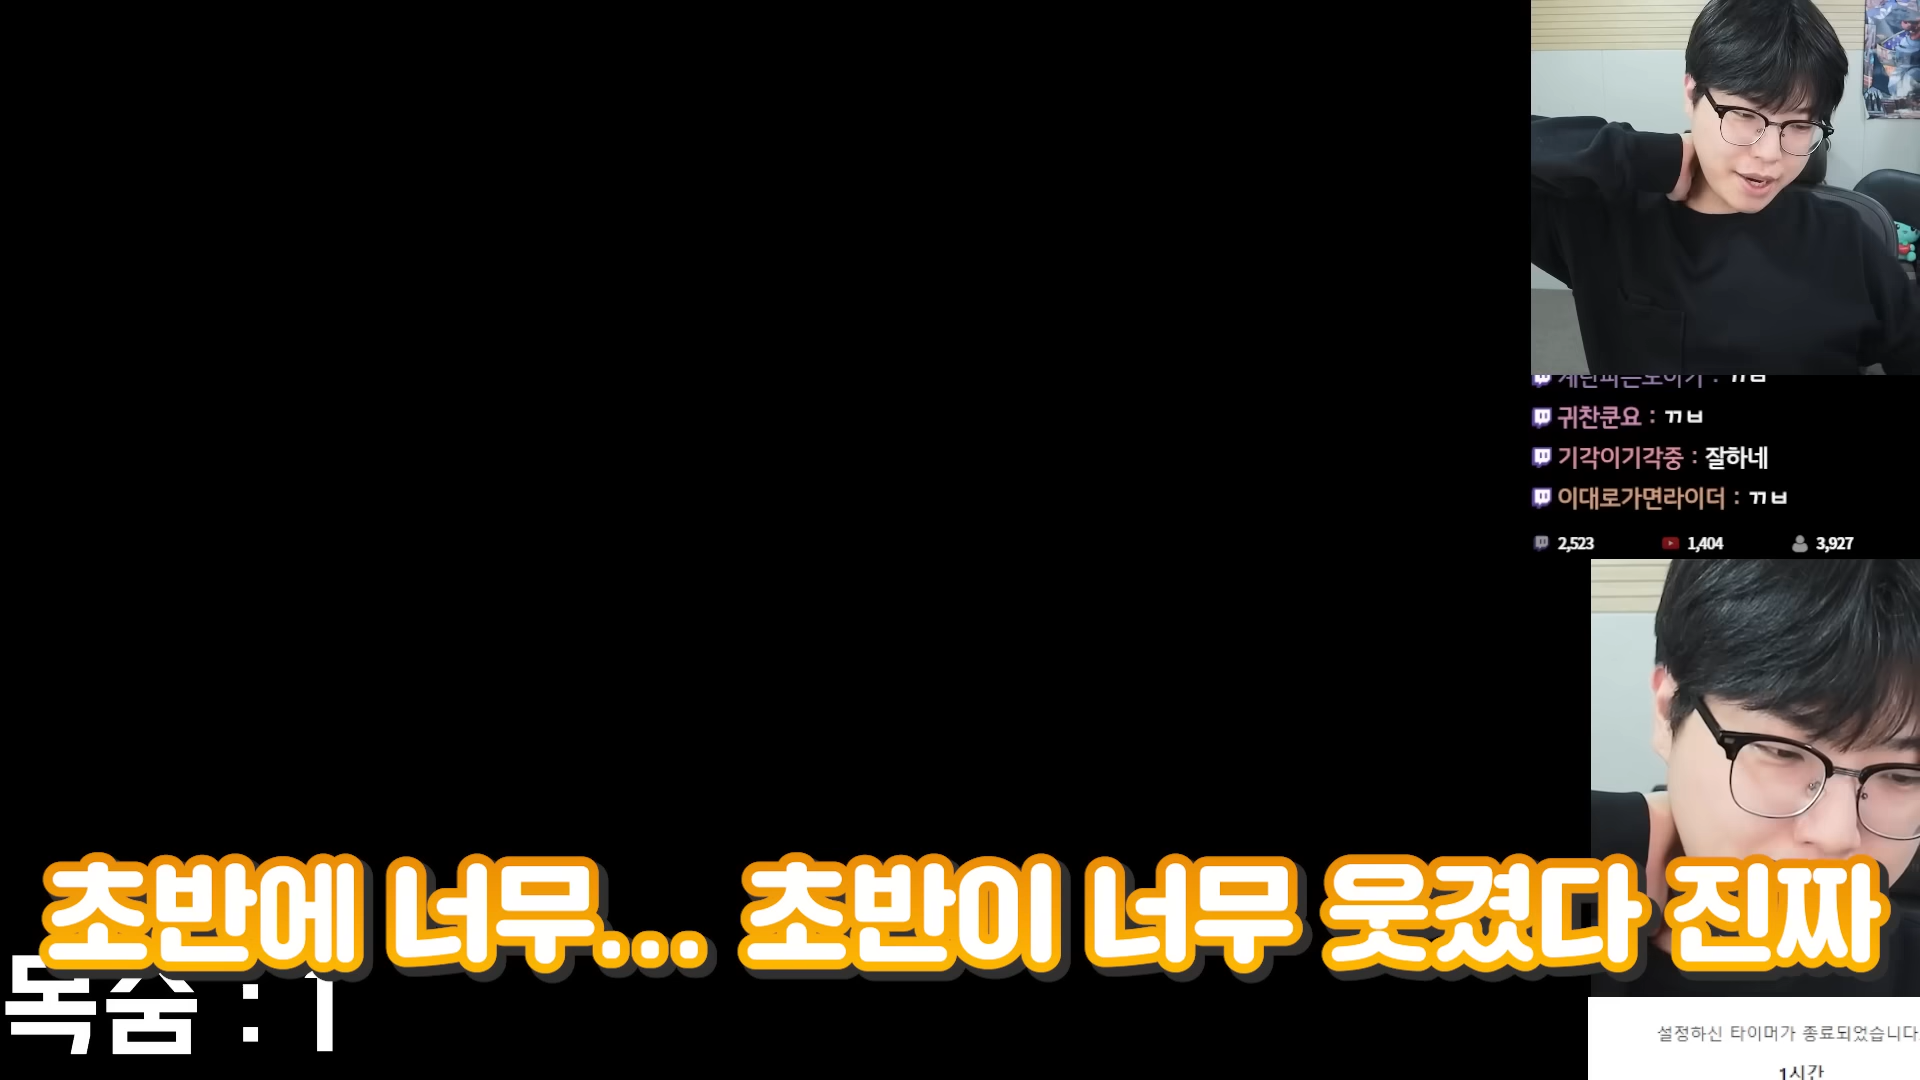 귀찬쿤요 : ㄲㅂ
기각이기각중 : 잘하네
이대로가면라이더 : ㄲㅂ
2,523 1,404 3,927
초반에 너무... 초반이 너무 웃겼다 진짜
목숨 : 1
설정하신 타이머가 종료되었습니다.
1시간